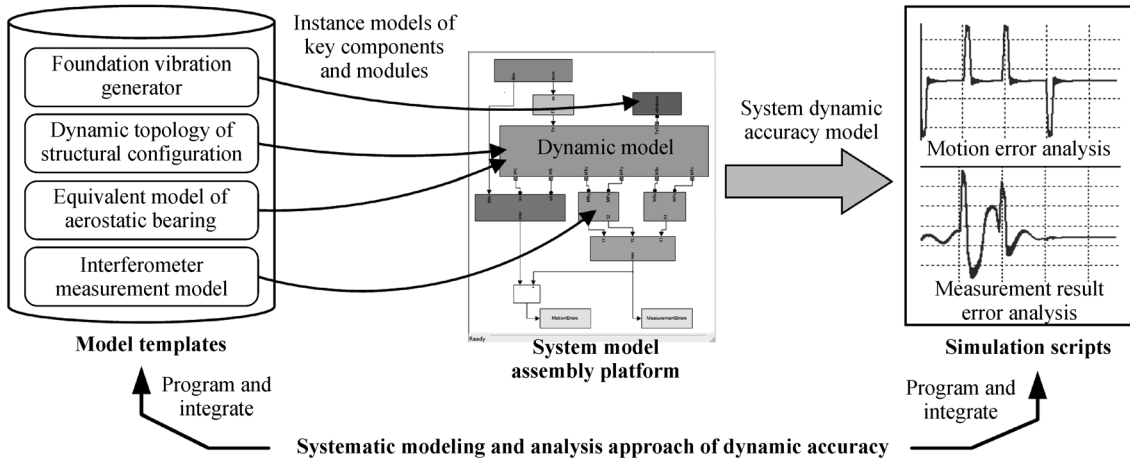 Instance models of
key components
and modules
Foundation vibration
generator
Dynamic topology of
structural configuration
Equivalent model of
aerostatic bearing
Interferometer
measurement model
Model templates
Dynamic model
MotionErrors
MeasurementErrors
Ready
System model
assembly platform
System dynamic
accuracy model
Motion error analysis
Measurement result
error analysis
Simulation scripts
Program and
integrate
Program and
integrate
Systematic modeling and analysis approach of dynamic accuracy